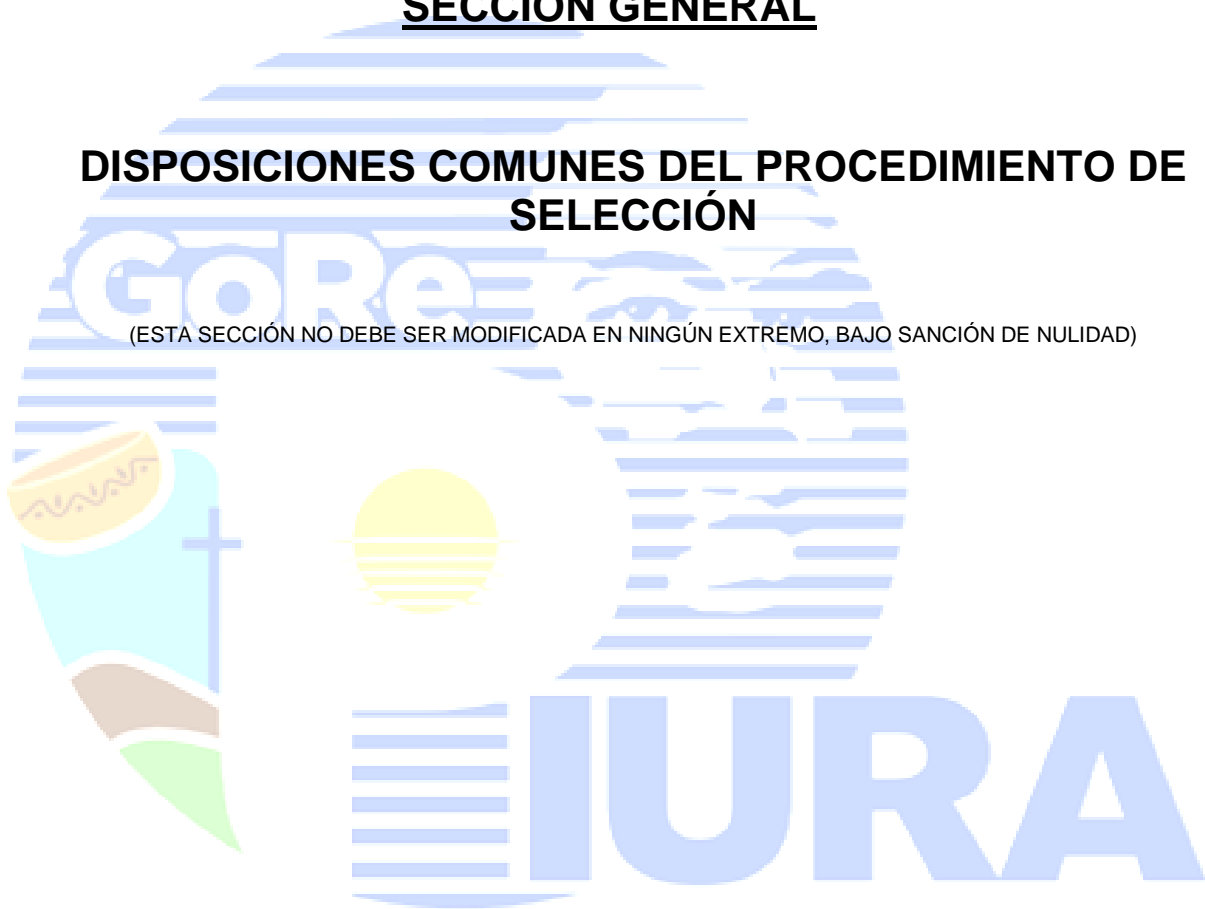 SECCIÓN GENERAL
DISPOSICIONES COMUNES DEL PROCEDIMIENTO DE
SELECCIÓN
GoRe
(ESTA SECCIÓN NO DEBE SER MODIFICADA EN NINGÚN EXTREMO, BAJO SANCIÓN DE NULIDAD)
PIURA